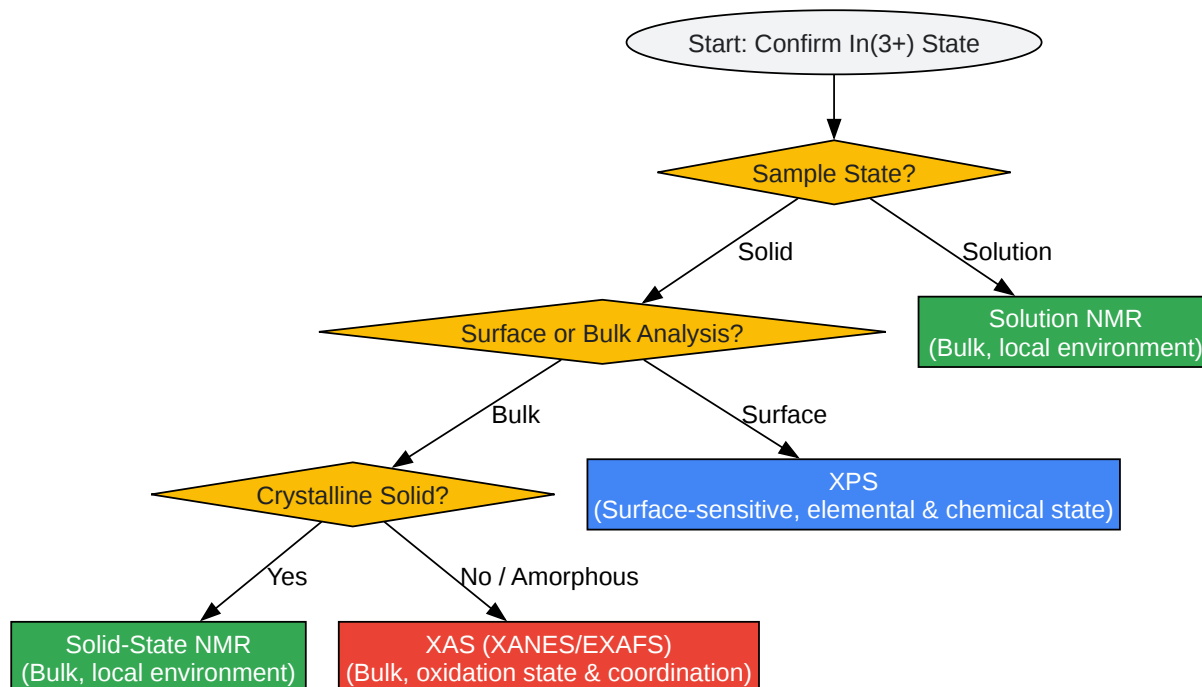 Start: Confirm In(3+) State
Sample State?
Solid
Solution
Surface or Bulk Analysis?
Solution NMR
(Bulk, local environment)
Bulk
Surface
Crystalline Solid?
XPS
(Surface-sensitive, elemental & chemical state)
Yes
No / Amorphous
Solid-State NMR
(Bulk, local environment)
XAS (XANES/EXAFS)
(Bulk, oxidation state & coordination)